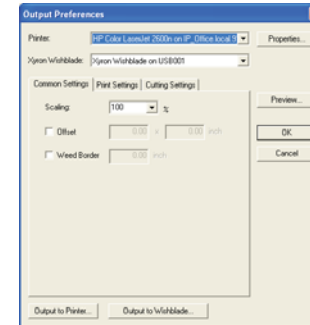 Output Preferences
Printer: HP Color LaserJet 2600n on IP_Office local 9 Properties...
Xyron Wishblade: Xyron Wishblade on USB001
Common Settings Print Settings Cutting Settings
Scaling: 100 % Preview...
Offset 0.00 x 0.00 inch OK
Weed Border 0.00 inch Cancel
Output to Printer... Output to Wishblade...